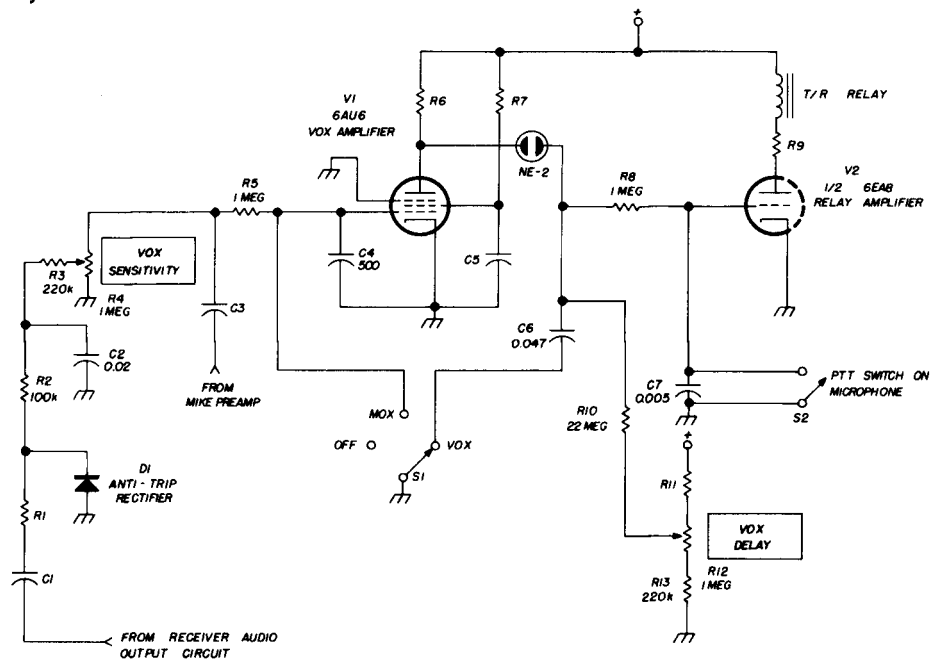 +
T/R RELAY
R6
R7
R9
V1
6AU6
VOX AMPLIFIER
NE-2
V2
1/2 6EA8
RELAY AMPLIFIER
R8
1 MEG
R5
1 MEG
VOX
SENSITIVITY
R3
220k
R4
1 MEG
C4
500
C5
C3
C2
0.02
FROM
MIKE PREAMP
C6
0.047
R2
100k
MOX
OFF
VOX
S1
D1
ANTI-TRIP
RECTIFIER
R1
C1
R10
22 MEG
C7
0.005
PTT SWITCH ON
MICROPHONE
S2
+
R11
VOX
DELAY
R12
1 MEG
R13
220k
FROM RECEIVER AUDIO
OUTPUT CIRCUIT